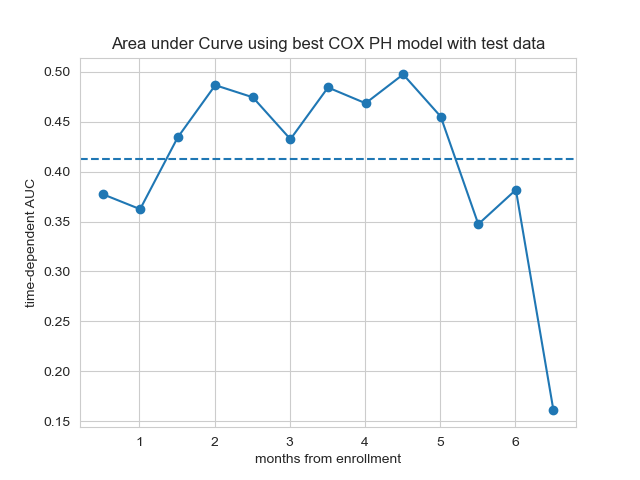 Area under Curve using best COX PH model with test data
time-dependent AUC
0.50
0.45
0.40
0.35
0.30
0.25
0.20
0.15
1 2 3 4 5 6
months from enrollment